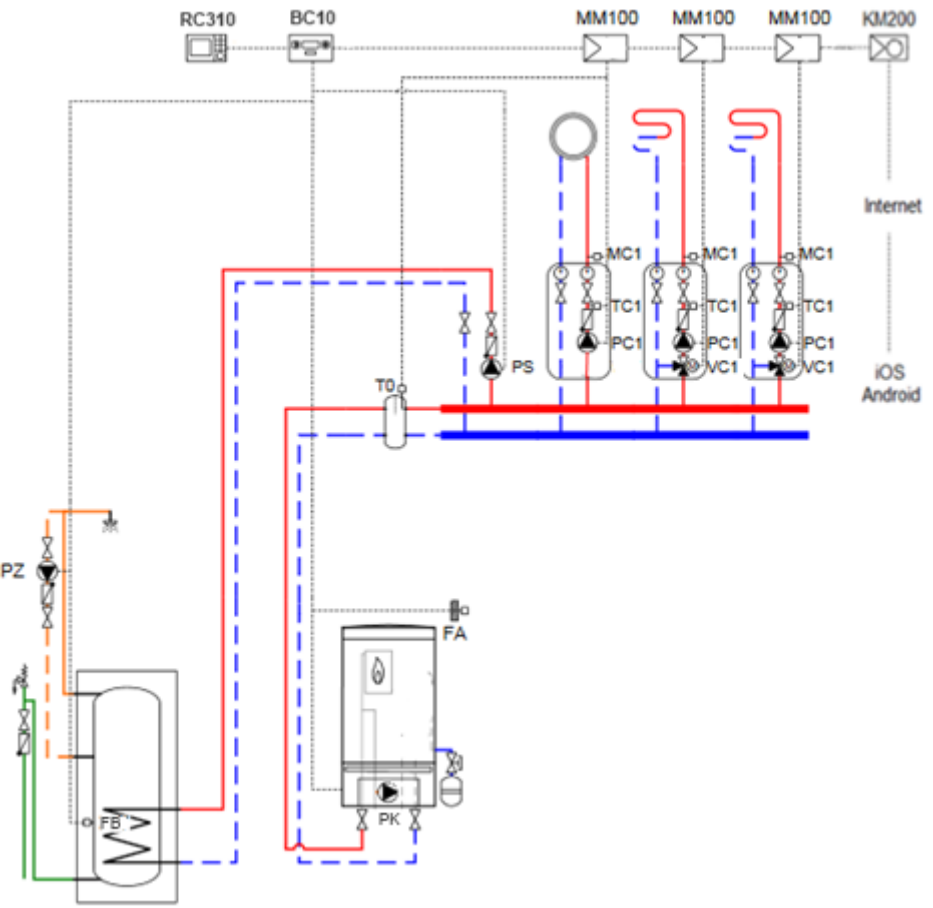 RC310
BC10
MM100
MM100
MM100
KM200
Internet
MC1
MC1
MC1
TC1
TC1
TC1
PC1
PC1
PC1
PS
VC1
VC1
iOS
Android
T0
PZ
FA
FB
PK